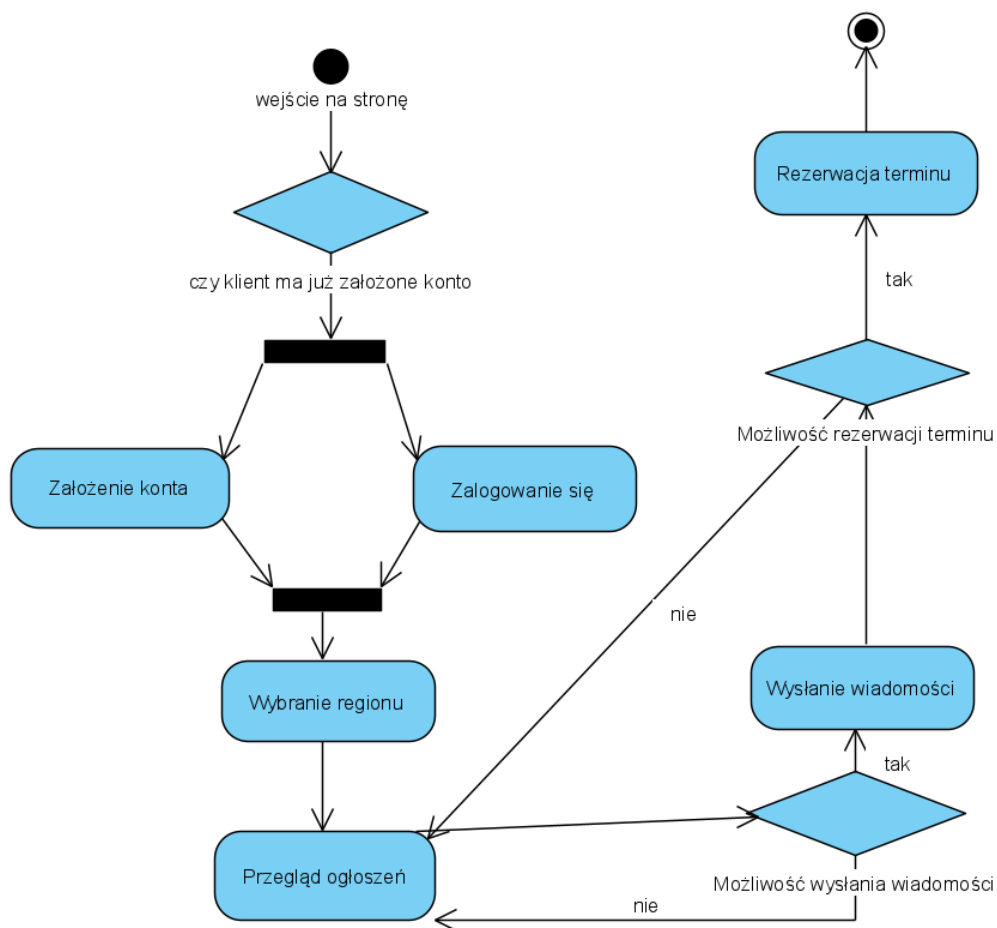 wejście na stronę
czy klient ma już założone konto
Założenie konta
Zalogowanie się
Wybranie regionu
Przegląd ogłoszeń
Rezerwacja terminu
tak
Możliwość rezerwacji terminu
nie
Wysłanie wiadomości
tak
Możliwość wysłania wiadomości
nie